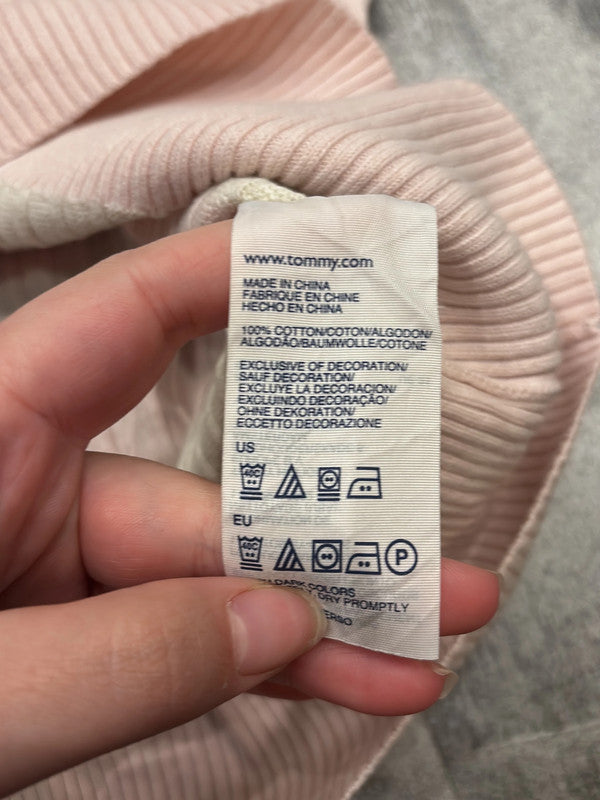 www.tommy.com
MADE IN CHINA
FABRIQUE EN CHINE
HECHO EN CHINA
100% COTTON/COTON/ALGODON/
ALGODÃO/BAUMWOLLE/COTONE
EXCLUSIVE OF DECORATION/
SAUF DECORATION/
EXCLUYE LA DECORACION/
EXCLUINDO DECORAÇÃO/
OHNE DEKORATION/
ECCETTO DECORAZIONE
US
40C
EU
40C
P
DARK COLORS
DRY PROMPTLY